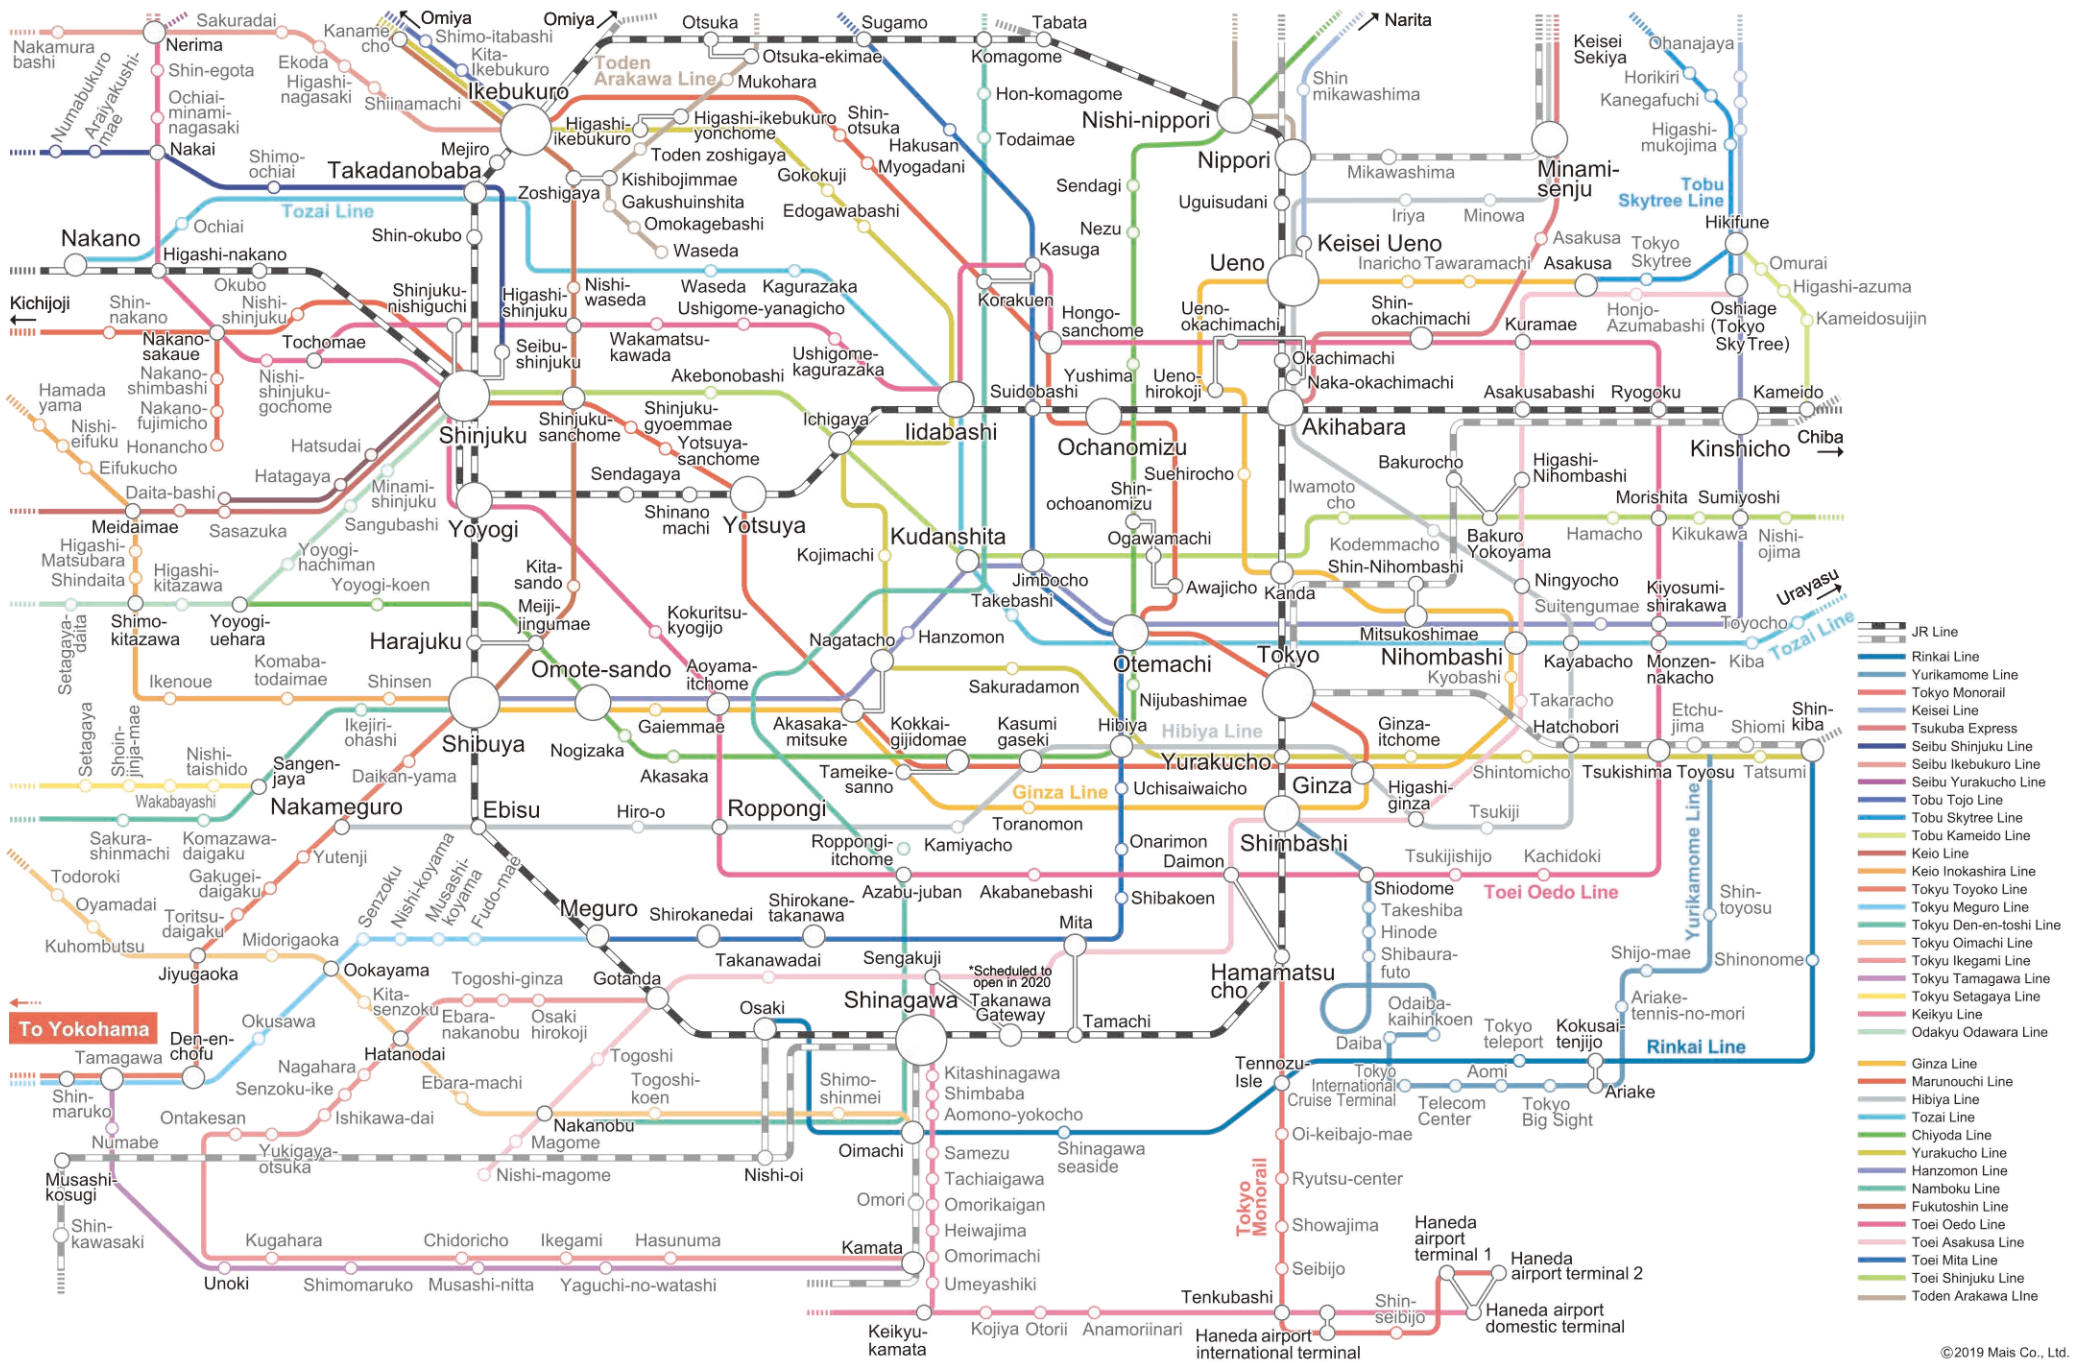 Sakuradai
Nakamura
bashi
Nerima
Shin-egota
Ochiai-
minami-
nagasaki
Nakai
Numabukuro
Araiyakushi-
mae
Ekoda
Higashi-
nagasaki
Shiinamachi
Kaname
cho
Omiya
Shimo-itabashi
Kita-
Ikebukuro
Ikebukuro
Omiya
Otsuka
Otsuka-ekimae
Toden
Arakawa Line
Mukohara
Sugamo
Komagome
Tabata
Narita
Keisei
Sekiya
Ohanajaya
Horikiri
Kanegafuchi
Higashi-
mukojima
Tobu
Skytree Line
Hikifune
Hon-komagome
Todaimae
Nishi-nippori
Shin
mikawashima
Nippori
Mikawashima
Minami-
senju
Iriya
Minowa
Uguisudani
Higashi-
ikebukuro
Higashi-ikebukuro
yonchome
Toden zoshigaya
Kishibojimmae
Gakushuinshita
Omokagebashi
Waseda
Shin-
otsuka
Myogadani
Hakusan
Gokokuji
Edogawabashi
Sendagi
Nezu
Kasuga
Korakuen
Mejiro
Takadanobaba
Zoshigaya
Shimo-
ochiai
Tozai Line
Ochiai
Nakano
Higashi-nakano
Okubo
Shin-okubo
Nishi-
waseda
Waseda
Kagurazaka
Keisei Ueno
Ueno
Inaricho
Tawaramachi
Asakusa
Asakusa
Tokyo
Skytree
Omurai
Higashi-azuma
Kameidosuijin
Oshiage
(Tokyo
SkyTree)
Honjo-
Azumabashi
Kichijoji
Shin-
nakano
Nishi-
shinjuku
Shinjuku-
nishiguchi
Higashi-
shinjuku
Seibu-
shinjuku
Wakamatsu-
kawada
Ushigome-yanagicho
Ushigome-
kagurazaka
Hongo-
sanchome
Yushima
Ueno-
okachimachi
Ueno-
hirokoji
Okachimachi
Naka-okachimachi
Shin-
okachimachi
Kuramae
Asakusabashi
Ryogoku
Kameido
Kinshicho
Chiba
Nakano-
sakaue
Tochomae
Nishi-
shinjuku-
gochome
Nakano-
shimbashi
Nakano-
fujimicho
Honancho
Hamada
yama
Nishi-
eifuku
Eifukucho
Daita-bashi
Meidaimae
Sasazuka
Hatagaya
Hatsudai
Minami-
shinjuku
Sangubashi
Yoyogi-
hachiman
Shinjuku
Shinjuku-
sanchome
Akebonobashi
Shinjuku-
gyoemmae
Yotsuya-
sanchome
Ichigaya
Iidabashi
Suidobashi
Ochanomizu
Suehirocho
Akihabara
Iwamoto
cho
Bakurocho
Higashi-
Nihombashi
Bakuro
Yokoyama
Morishita
Sumiyoshi
Hamacho
Kikukawa
Nishi-
ojima
Sendagaya
Shinano
machi
Yotsuya
Yoyogi
Kudanshita
Kojimachi
Shin-
ochoanomizu
Ogawamachi
Awajicho
Jimbocho
Takebashi
Kanda
Kodemmacho
Shin-Nihombashi
Ningyocho
Suitengumae
Mitsukoshimae
Kiyosumi-
shirakawa
Urayasu
Toyocho
Tozai Line
Kiba
Monzen-
nakacho
Kayabacho
Nihombashi
Kyobashi
Takaracho
Higashi-
Matsubara
Shindaita
Higashi-
kitazawa
Setagaya-
daita
Shimo-
kitazawa
Yoyogi-
uehara
Yoyogi-koen
Kita-
sando
Meiji-
jingumae
Harajuku
Omote-sando
Kokuritsu-
kyogijo
Aoyama-
itchome
Nagatacho
Hanzomon
Sakuradamon
Otemachi
Nijubashimae
Hibiya
Tokyo
Hibiya Line
Hatchobori
Etchu-
jima
Shiomi
Shin-
kiba
Ikenoue
Komaba-
todaimae
Shinsen
Shibuya
Gaiemmae
Nogizaka
Akasaka
Akasaka-
mitsuke
Kokkai-
gijidomae
Kasumi
gaseki
Tameike-
sanno
Ginza Line
Toranomon
Yurakucho
Ginza
Ginza-
itchome
Shintomicho
Tsukishima
Toyosu
Tatsumi
Higashi-
ginza
Tsukiji
Setagaya
Shoin-
jinja-mae
Nishi-
taishido
Wakabayashi
Ikejiri-
ohashi
Sangen-
jaya
Daikan-yama
Nakameguro
Ebisu
Hiro-o
Roppongi
Roppongi-
itchome
Kamiyacho
Uchisaiwaicho
Onarimon
Shibakoen
Daimon
Shimbashi
Shiodome
Tsukijishijo
Kachidoki
Toei Oedo Line
Yurikamome Line
Shin-
toyosu
Shijo-mae
Shinonome
Sakura-
shinmachi
Komazawa-
daigaku
Yutenji
Gakugei-
daigaku
Toritsu-
daigaku
Todoroki
Oyamadai
Kuhombutsu
Jiyugaoka
Midorigaoka
Ookayama
Senzoku
Nishi-koyama
Musashi-
koyama
Fudo-mae
Meguro
Shirokanedai
Shirokane-
takanawa
Azabu-juban
Akabanebashi
Mita
Takanawadai
Sengakuji
*Scheduled to
open in 2020
Takanawa
Gateway
Tamachi
Hamamatsu
cho
Takeshiba
Hinode
Shibaura-
futo
Odaiba-
kaihinkoen
Daiba
Tokyo
teleport
Kokusai-
tenjijo
Ariake-
tennis-no-mori
Rinkai Line
Ariake
Tokyo
International
Cruise Terminal
Telecom
Center
Aomi
Tokyo
Big Sight
To Yokohama
Kita-
senzoku
Togoshi-ginza
Ebara-
nakanobu
Osaki
hirokoji
Gotanda
Osaki
Shinagawa
Okusawa
Den-en-
chofu
Tamagawa
Shin-
maruko
Hatanodai
Nagahara
Senzoku-ike
Ishikawa-dai
Ontakesan
Yukigaya-
otsuka
Ebara-machi
Togoshi
Togoshi-
koen
Nakanobu
Magome
Nishi-magome
Shimo-
shinmei
Oimachi
Nishi-oi
Kitashinagawa
Shimbaba
Aomono-yokocho
Samezu
Tachiaigawa
Omorikaigan
Heiwajima
Omorimachi
Umeyashiki
Shinagawa
seaside
Tennozu-
Isle
Oi-keibajo-mae
Ryutsu-center
Showajima
Seibijo
Tokyo
Monorail
Numabe
Musashi-
kosugi
Shin-
kawasaki
Omori
Kamata
Unoki
Kugahara
Chidoricho
Ikegami
Hasunuma
Shimomaruko
Musashi-nitta
Yaguchi-no-watashi
Keikyu-
kamata
Kojiya
Otorii
Anamoriinari
Tenkubashi
Haneda airport
international terminal
Shin-
seibijo
Haneda
airport
terminal 1
Haneda
airport terminal 2
Haneda airport
domestic terminal
JR Line
Rinkai Line
Yurikamome Line
Tokyo Monorail
Keisei Line
Tsukuba Express
Seibu Shinjuku Line
Seibu Ikebukuro Line
Seibu Yurakucho Line
Tobu Tojo Line
Tobu Skytree Line
Tobu Kameido Line
Keio Line
Keio Inokashira Line
Tokyu Toyoko Line
Tokyu Meguro Line
Tokyu Den-en-toshi Line
Tokyu Oimachi Line
Tokyu Ikegami Line
Tokyu Tamagawa Line
Tokyu Setagaya Line
Keikyu Line
Odakyu Odawara Line
Ginza Line
Marunouchi Line
Hibiya Line
Tozai Line
Chiyoda Line
Yurakucho Line
Hanzomon Line
Namboku Line
Fukutoshin Line
Toei Oedo Line
Toei Asakusa Line
Toei Mita Line
Toei Shinjuku Line
Toden Arakawa LIne
©2019 Mais Co., Ltd.